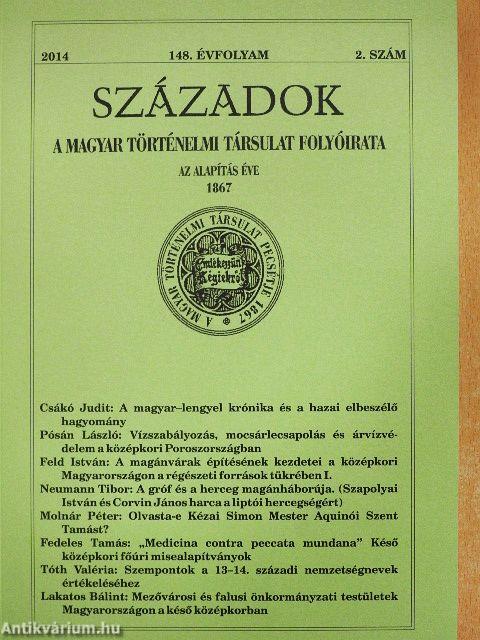 2014 148. ÉVFOLYAM 2. SZÁM
SZÁZADOK
A MAGYAR TÖRTÉNELMI TÁRSULAT FOLYÓIRATA
AZ ALAPÍTÁS ÉVE
1867
A MAGYAR TÖRTÉNELMI TÁRSULAT PECSÉTJE 1867
Emlékezzünk
Régiekről
Csákó Judit: A magyar–lengyel krónika és a hazai elbeszélő
hagyomány
Pósán László: Vízszabályozás, mocsárlecsapolás és árvízvé-
delem a középkori Poroszországban
Feld István: A magánvárak építésének kezdetei a középkori
Magyarországon a régészeti források tükrében I.
Neumann Tibor: A gróf és a herceg magánháborúja. (Szapolyai
István és Corvin János harca a liptói hercegségért)
Molnár Péter: Olvasta-e Kézai Simon Mester Aquinói Szent
Tamást?
Fedeles Tamás: „Medicina contra peccata mundana” Késő
középkori főúri misealapítványok
Tóth Valéria: Szempontok a 13–14. századi nemzetségnevek
értékeléséhez
Lakatos Bálint: Mezővárosi és falusi önkormányzati testületek
Magyarországon a késő középkorban
Antikvárium.hu